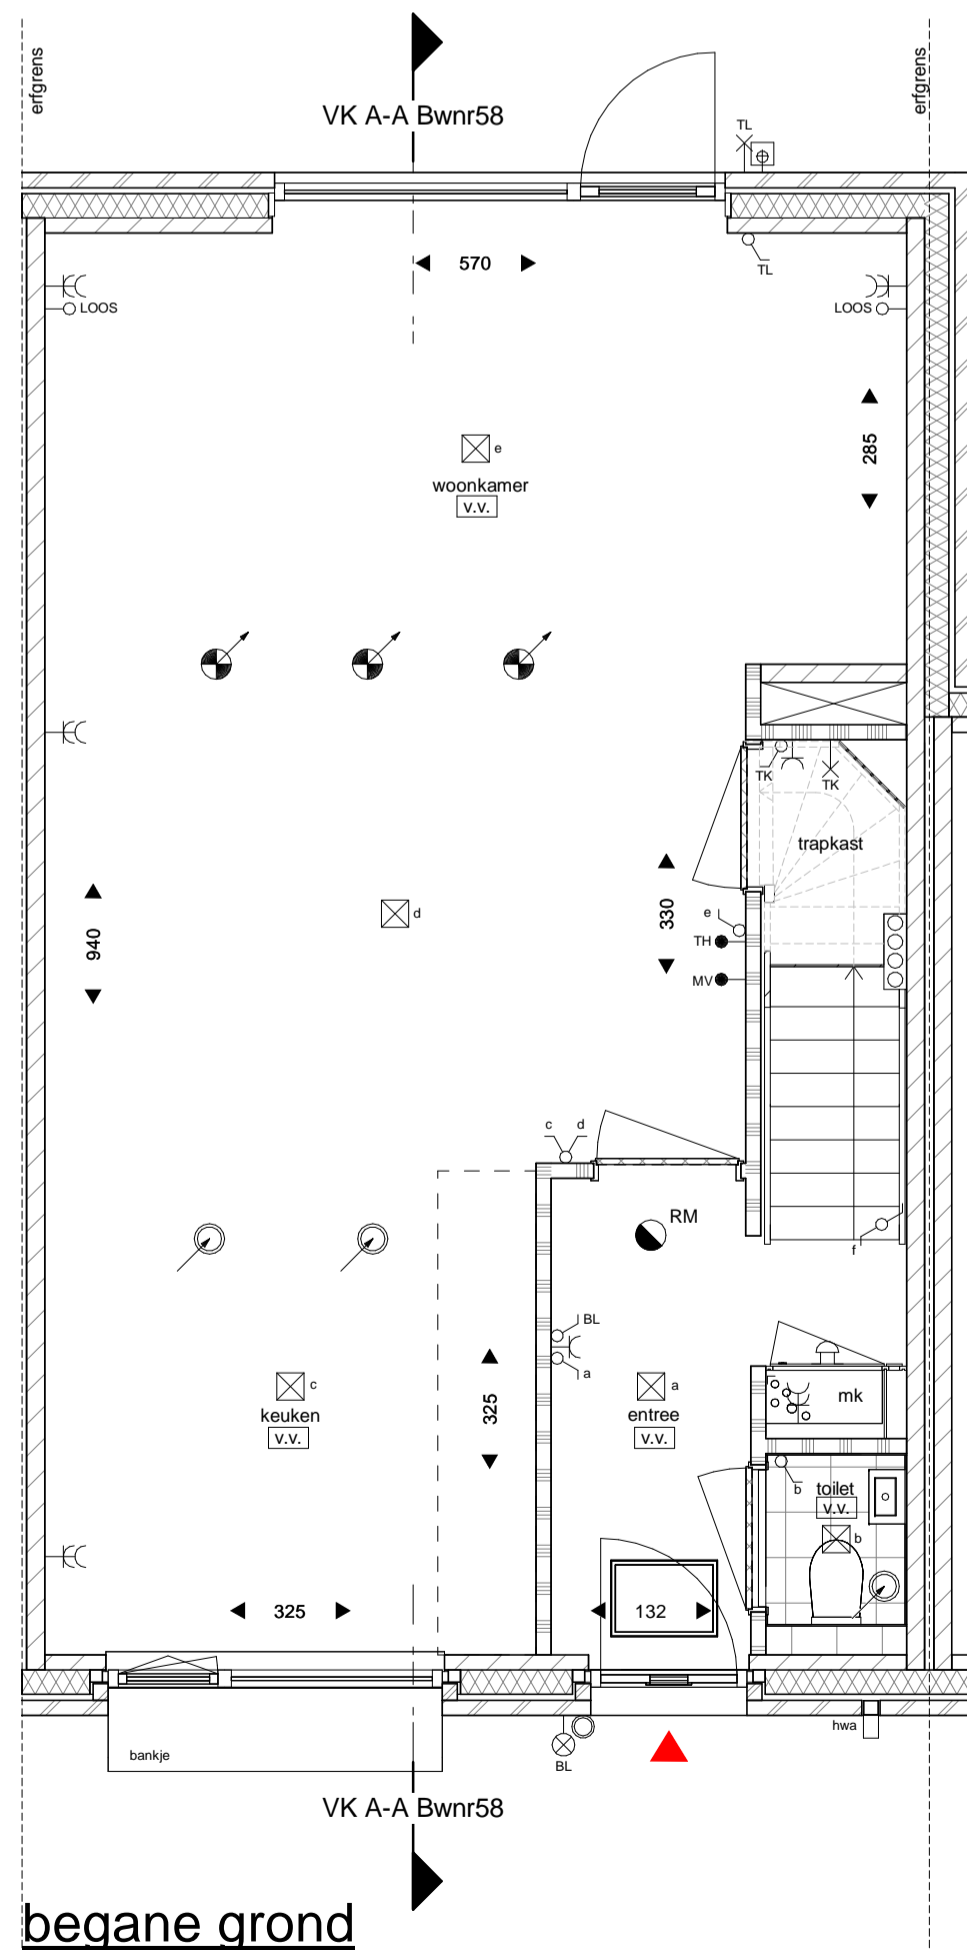 erfgrens
erfgrens
VK A-A Bwnr58
TL
570
TL
LOOS
LOOS
285
e
woonkamer
v.v.
TK
TK
trapkast
940
d
330
e
TH
MV
c d
RM
f
BL
a
325
c
keuken
v.v.
a
entree
v.v.
mk
b
toilet
v.v.
b
325
132
bankje
BL
hwa
VK A-A Bwnr58
begane grond